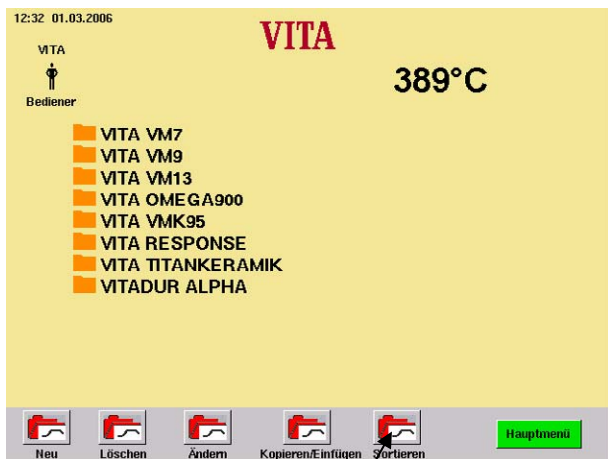 12:32 01.03.2006
VITA
VITA
389°C
Bediener
VITA VM7
VITA VM9
VITA VM13
VITA OMEGA900
VITA VMK95
VITA RESPONSE
VITA TITANKERAMIK
VITADUR ALPHA
Neu Löschen Ändern Kopieren/Einfügen Sortieren Hauptmenü